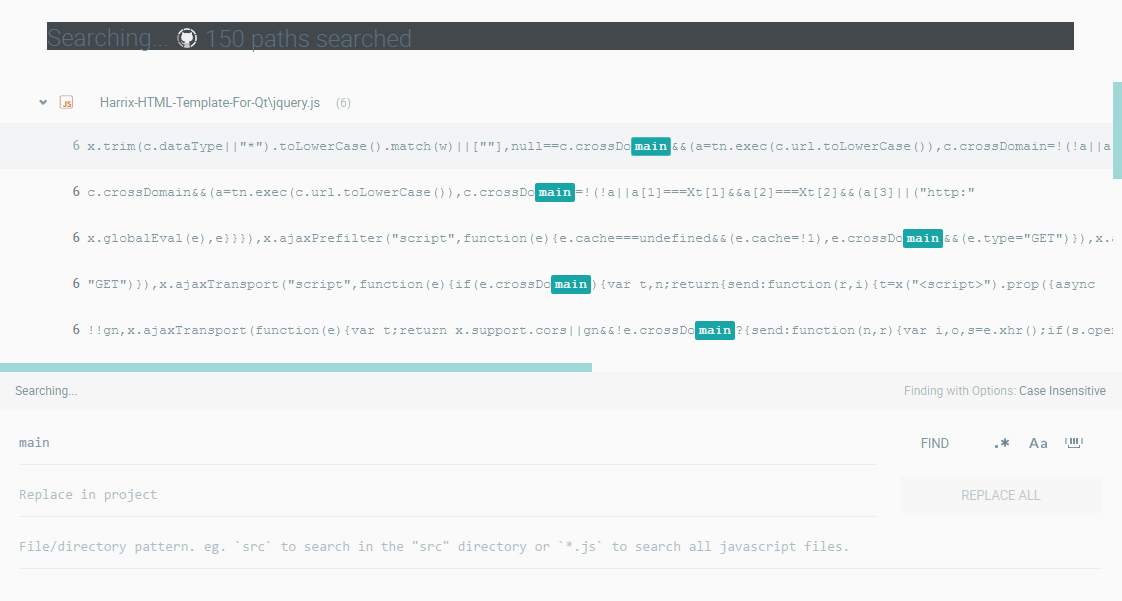 Searching... 150 paths searched
JS Harrix-HTML-Template-For-Qt\jquery.js (6)
6 x.trim(c.dataType||"*").toLowerCase().match(w)||[""],null==c.crossDomain&&(a=tn.exec(c.url.toLowerCase()),c.crossDomain=!(!a||a
6 c.crossDomain&&(a=tn.exec(c.url.toLowerCase()),c.crossDomain=!(!a||a[1]===Xt[1]&&a[2]===Xt[2]&&(a[3]||("http:"
6 x.globalEval(e),e}}}),x.ajaxPrefilter("script",function(e){e.cache===undefined&&(e.cache=!1),e.crossDomain&&(e.type="GET")}),x.a
6 "GET")}),x.ajaxTransport("script",function(e){if(e.crossDomain){var t,n;return{send:function(r,i){t=x("<script>").prop({async
6 !!gn,x.ajaxTransport(function(e){var t;return x.support.cors||gn&&!e.crossDomain?{send:function(n,r){var i,o,s=e.xhr();if(s.open
Searching... Finding with Options: Case Insensitive
main FIND .* Aa
Replace in project REPLACE ALL
File/directory pattern. eg. `src` to search in the "src" directory or `*.js` to search all javascript files.